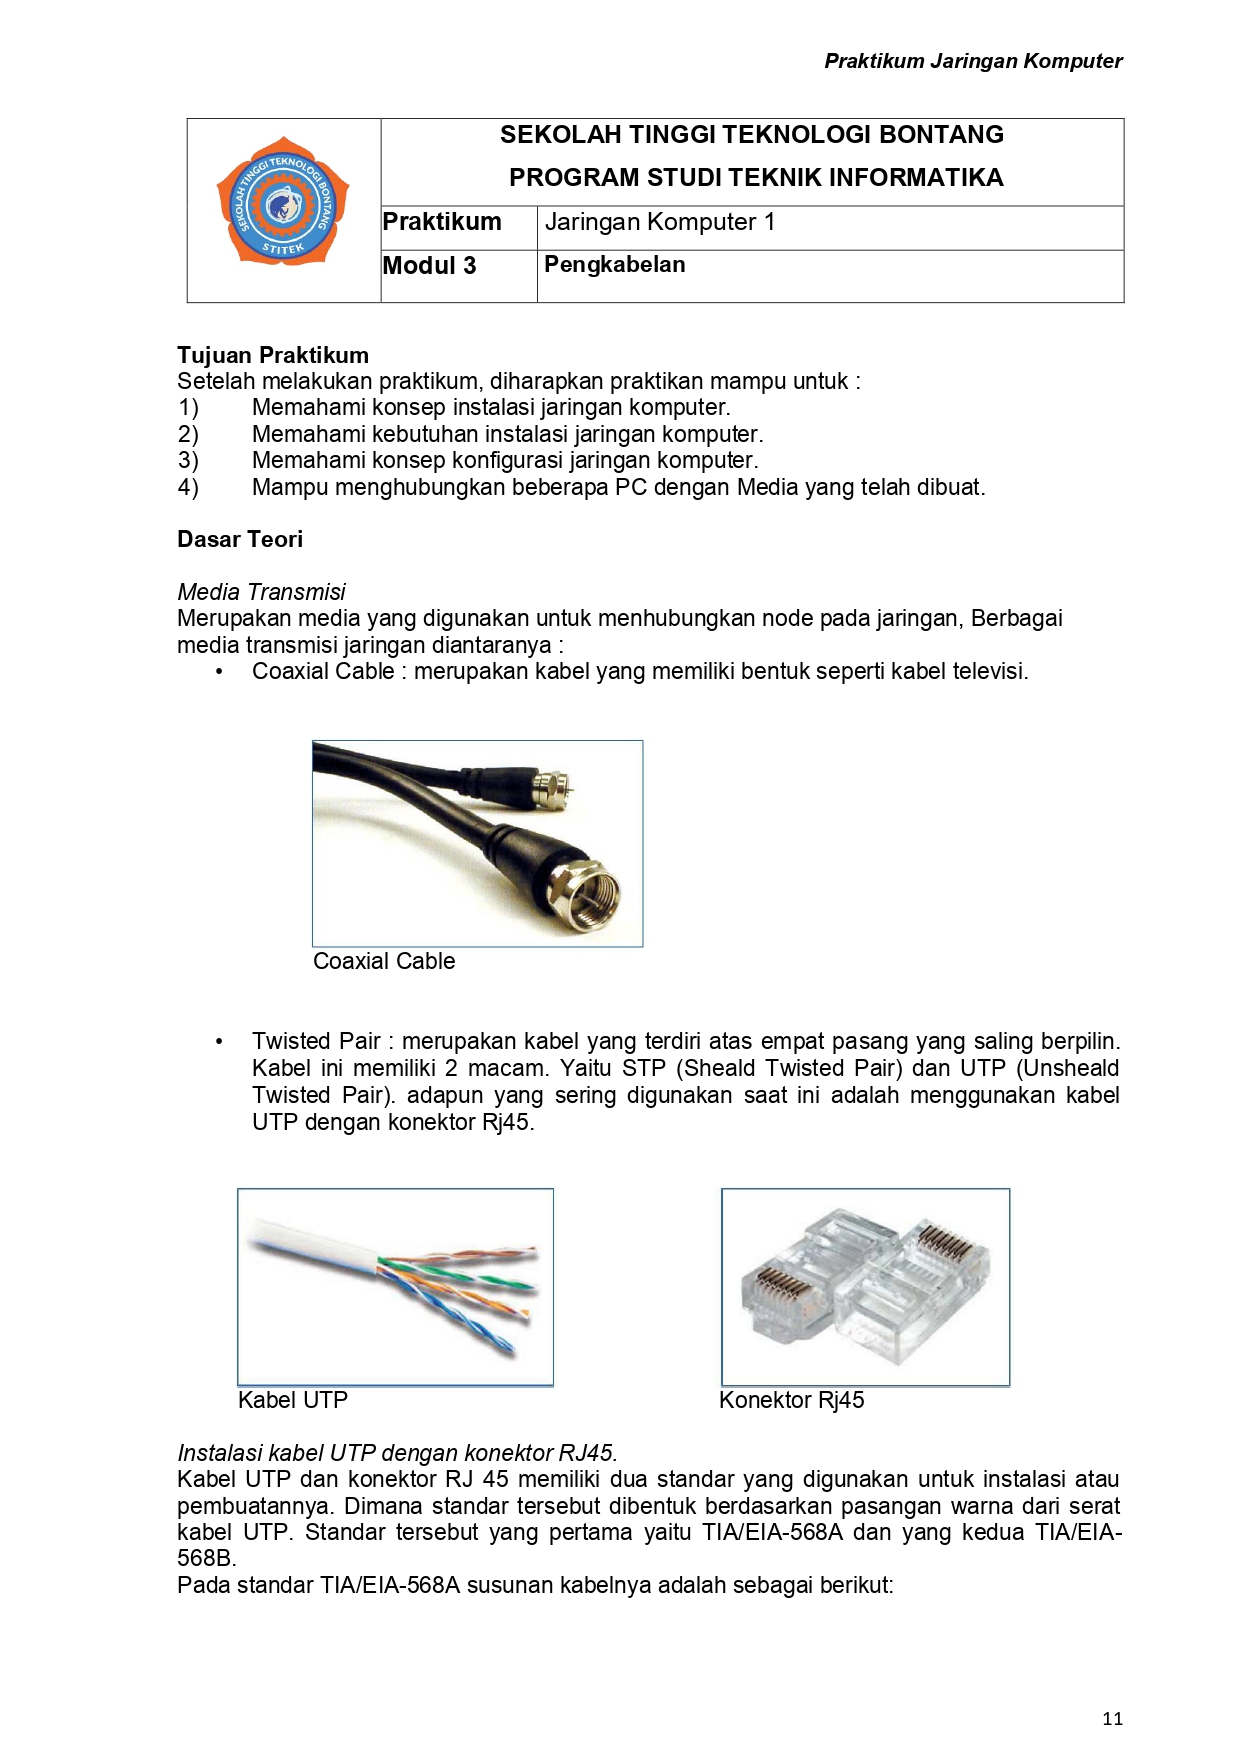 Praktikum Jaringan Komputer
SEKOLAH TINGGI TEKNOLOGI BONTANG
STITEK
SEKOLAH TINGGI TEKNOLOGI BONTANG
PROGRAM STUDI TEKNIK INFORMATIKA
Praktikum
Jaringan Komputer 1
Modul 3
Pengkabelan
Tujuan Praktikum
Setelah melakukan praktikum, diharapkan praktikan mampu untuk :
1) Memahami konsep instalasi jaringan komputer.
2) Memahami kebutuhan instalasi jaringan komputer.
3) Memahami konsep konfigurasi jaringan komputer.
4) Mampu menghubungkan beberapa PC dengan Media yang telah dibuat.
Dasar Teori
Media Transmisi
Merupakan media yang digunakan untuk menhubungkan node pada jaringan, Berbagai
media transmisi jaringan diantaranya :
• Coaxial Cable : merupakan kabel yang memiliki bentuk seperti kabel televisi.
Coaxial Cable
• Twisted Pair : merupakan kabel yang terdiri atas empat pasang yang saling berpilin.
Kabel ini memiliki 2 macam. Yaitu STP (Sheald Twisted Pair) dan UTP (Unsheald
Twisted Pair). adapun yang sering digunakan saat ini adalah menggunakan kabel
UTP dengan konektor Rj45.
Kabel UTP
Konektor Rj45
Instalasi kabel UTP dengan konektor RJ45.
Kabel UTP dan konektor RJ 45 memiliki dua standar yang digunakan untuk instalasi atau
pembuatannya. Dimana standar tersebut dibentuk berdasarkan pasangan warna dari serat
kabel UTP. Standar tersebut yang pertama yaitu TIA/EIA-568A dan yang kedua TIA/EIA-
568B.
Pada standar TIA/EIA-568A susunan kabelnya adalah sebagai berikut:
11